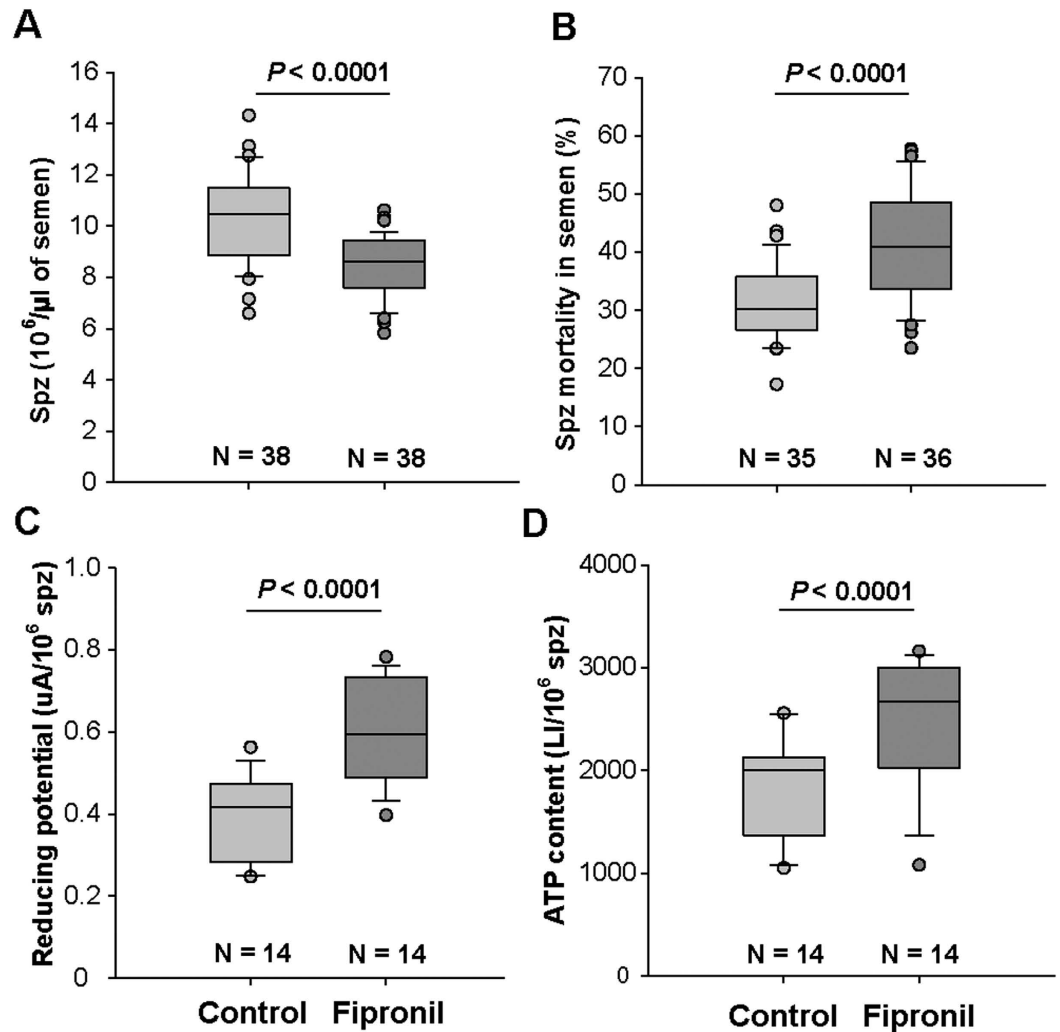 A
Spz (10⁶/µl of semen)
16
14
12
10
8
6
4
2
0
P < 0.0001
N = 38
N = 38
B
Spz mortality in semen (%)
70
60
50
40
30
20
10
0
P < 0.0001
N = 35
N = 36
C
Reducing potential (uA/10⁶ spz)
1.0
0.8
0.6
0.4
0.2
0
P < 0.0001
N = 14
N = 14
Control
Fipronil
D
ATP content (LI/10⁶ spz)
4000
3000
2000
1000
0
P < 0.0001
N = 14
N = 14
Control
Fipronil